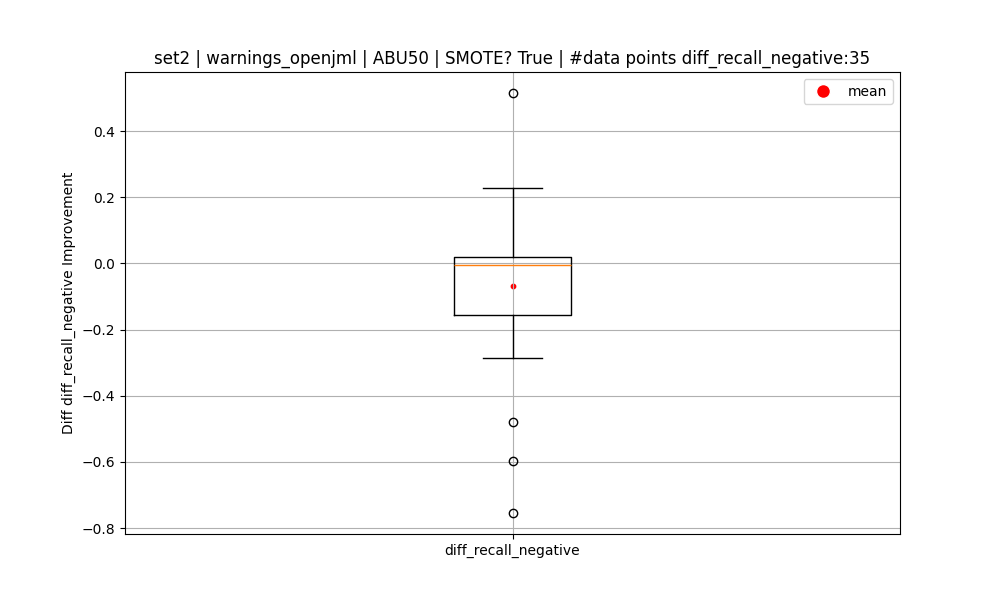 set2 | warnings_openjml | ABU50 | SMOTE? True | #data points diff_recall_negative:35
mean
Diff diff_recall_negative Improvement
0.4
0.2
0.0
−0.2
−0.4
−0.6
−0.8
diff_recall_negative